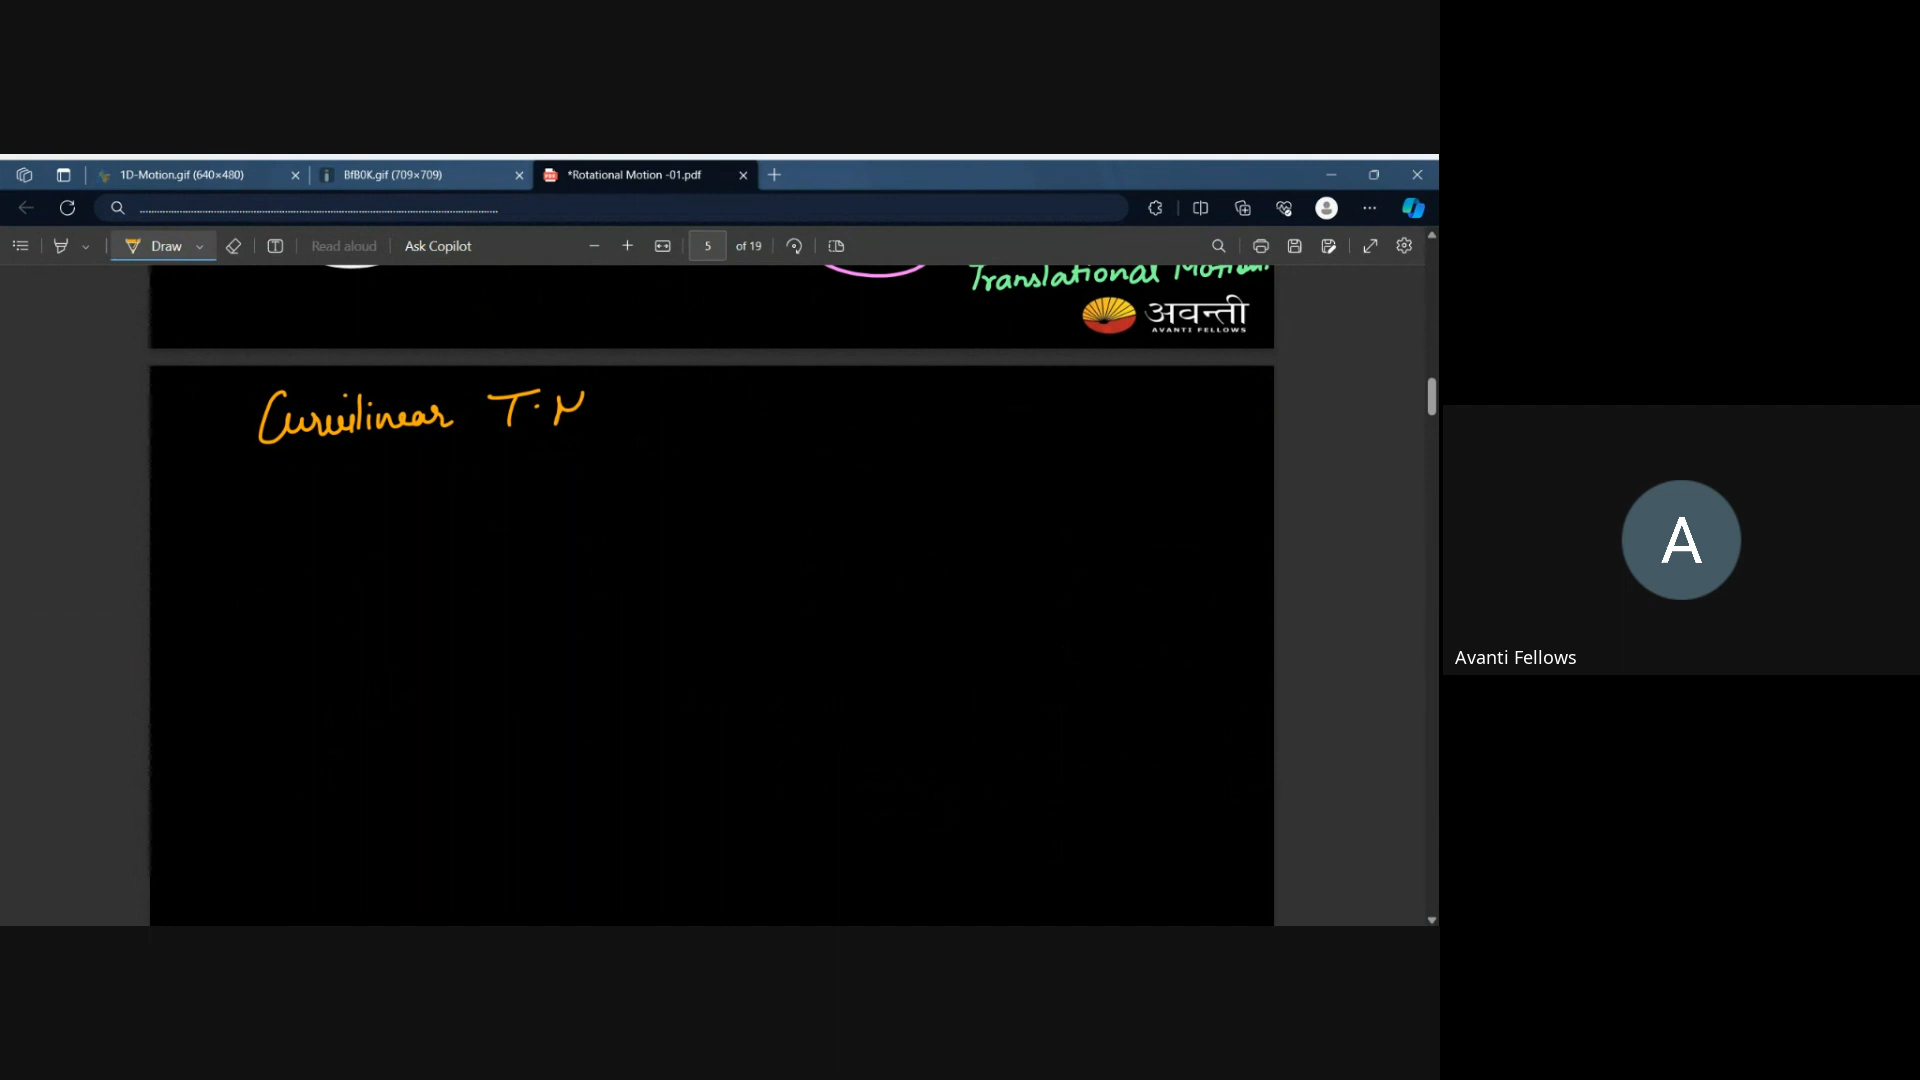 1D-Motion.gif (640×480)
BfB0K.gif (709×709)
*Rotational Motion -01.pdf
Draw
Read aloud
Ask Copilot
5 of 19
Translational Motion
अवन्ती
AVANTI FELLOWS
Curvilinear T.M
A
Avanti Fellows